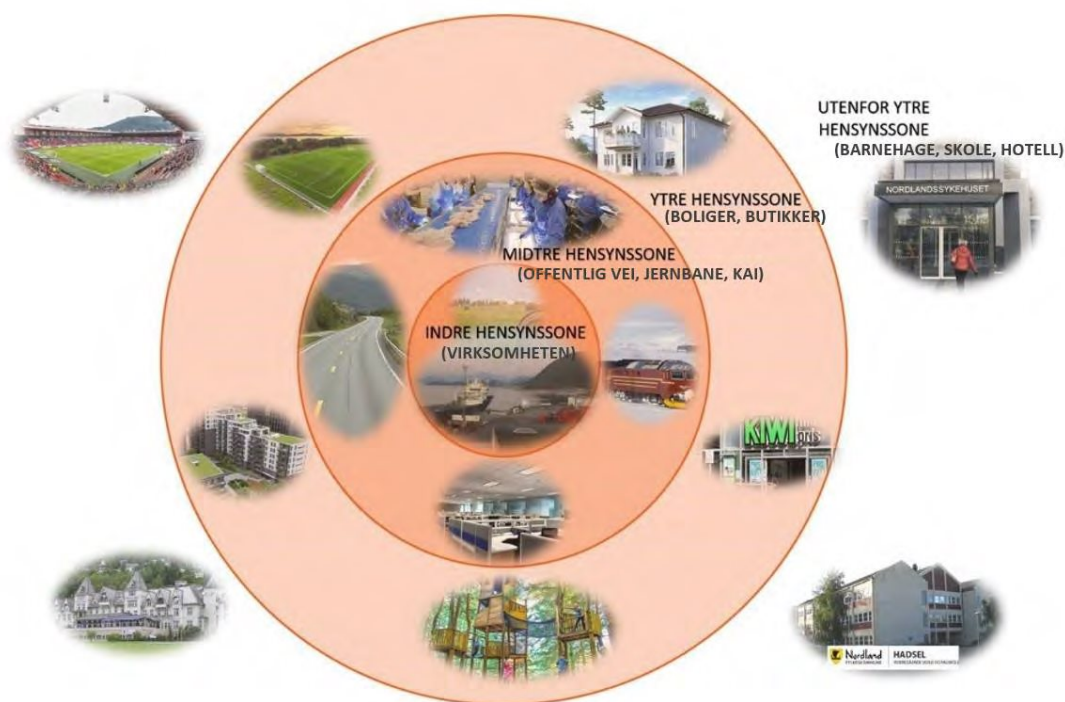 UTENFOR YTRE
HENSYNSSONE
(BARNEHAGE, SKOLE, HOTELL)
NORDLANDSSYKEHUSET
YTRE HENSYNSSONE
(BOLIGER, BUTIKKER)
MIDTRE HENSYNSSONE
(OFFENTLIG VEI, JERNBANE, KAI)
INDRE HENSYNSSONE
(VIRKSOMHETEN)
KIWI
pris
Nordland
HADSEL